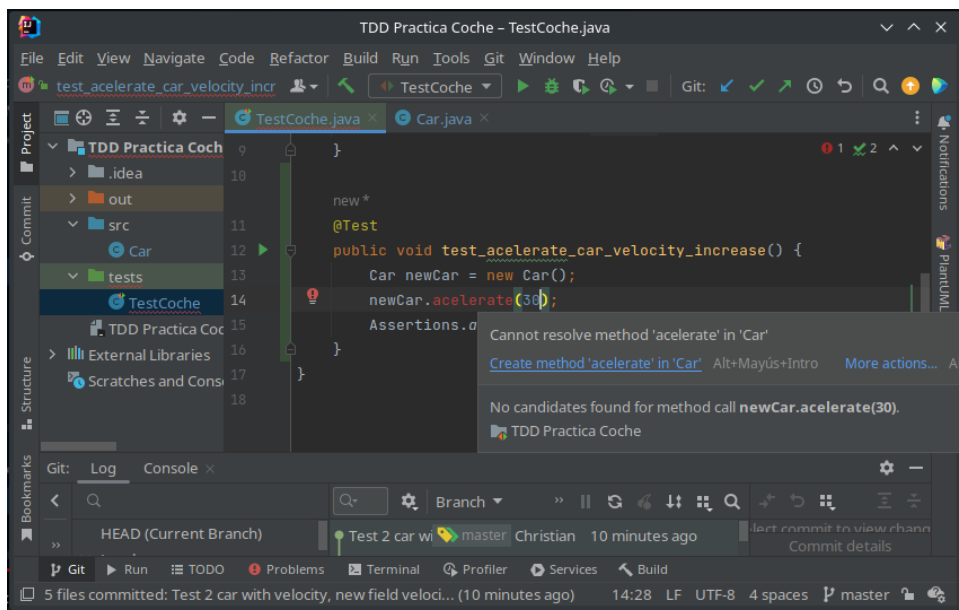 TDD Practica Coche – TestCoche.java
File Edit View Navigate Code Refactor Build Run Tools Git Window Help
test_acelerate_car_velocity_incr TestCoche Git:
Project
TestCoche.java
Car.java
TDD Practica Coch
.idea
out
src
Car
tests
TestCoche
TDD Practica Coc
External Libraries
Scratches and Cons
9 }
10
new *
11 @Test
12 public void test_acelerate_car_velocity_increase() {
13 Car newCar = new Car();
14 newCar.acelerate(30);
15 Assertions.a
16 }
17 }
18
1 2
Cannot resolve method 'acelerate' in 'Car'
Create method 'acelerate' in 'Car' Alt+Mayús+Intro More actions... A
No candidates found for method call newCar.acelerate(30).
TDD Practica Coche
Commit
Structure
Bookmarks
Notifications
PlantUML
Git: Log Console
Branch
HEAD (Current Branch)
Test 2 car wi master Christian 10 minutes ago
lect commit to view chang
Commit details
Git Run TODO Problems Terminal Profiler Services Build
5 files committed: Test 2 car with velocity, new field veloci... (10 minutes ago) 14:28 LF UTF-8 4 spaces master